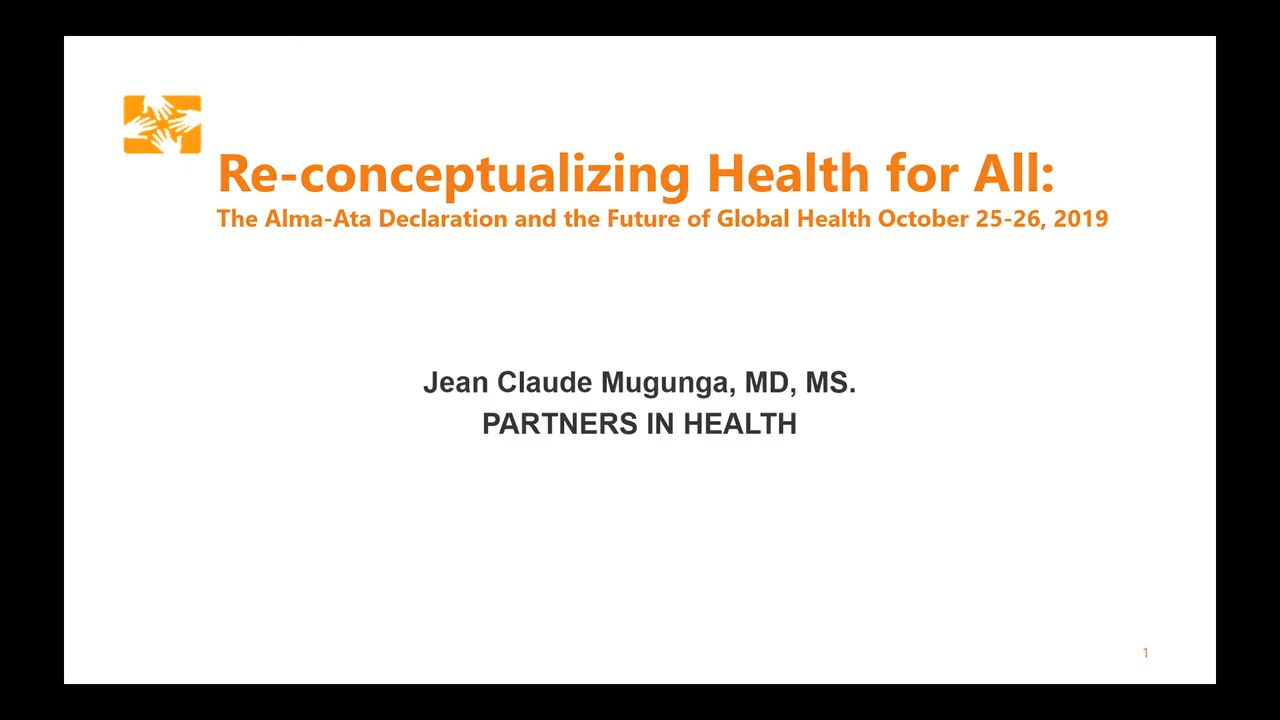 Re-conceptualizing Health for All:
The Alma-Ata Declaration and the Future of Global Health October 25-26, 2019
Jean Claude Mugunga, MD, MS.
PARTNERS IN HEALTH
1